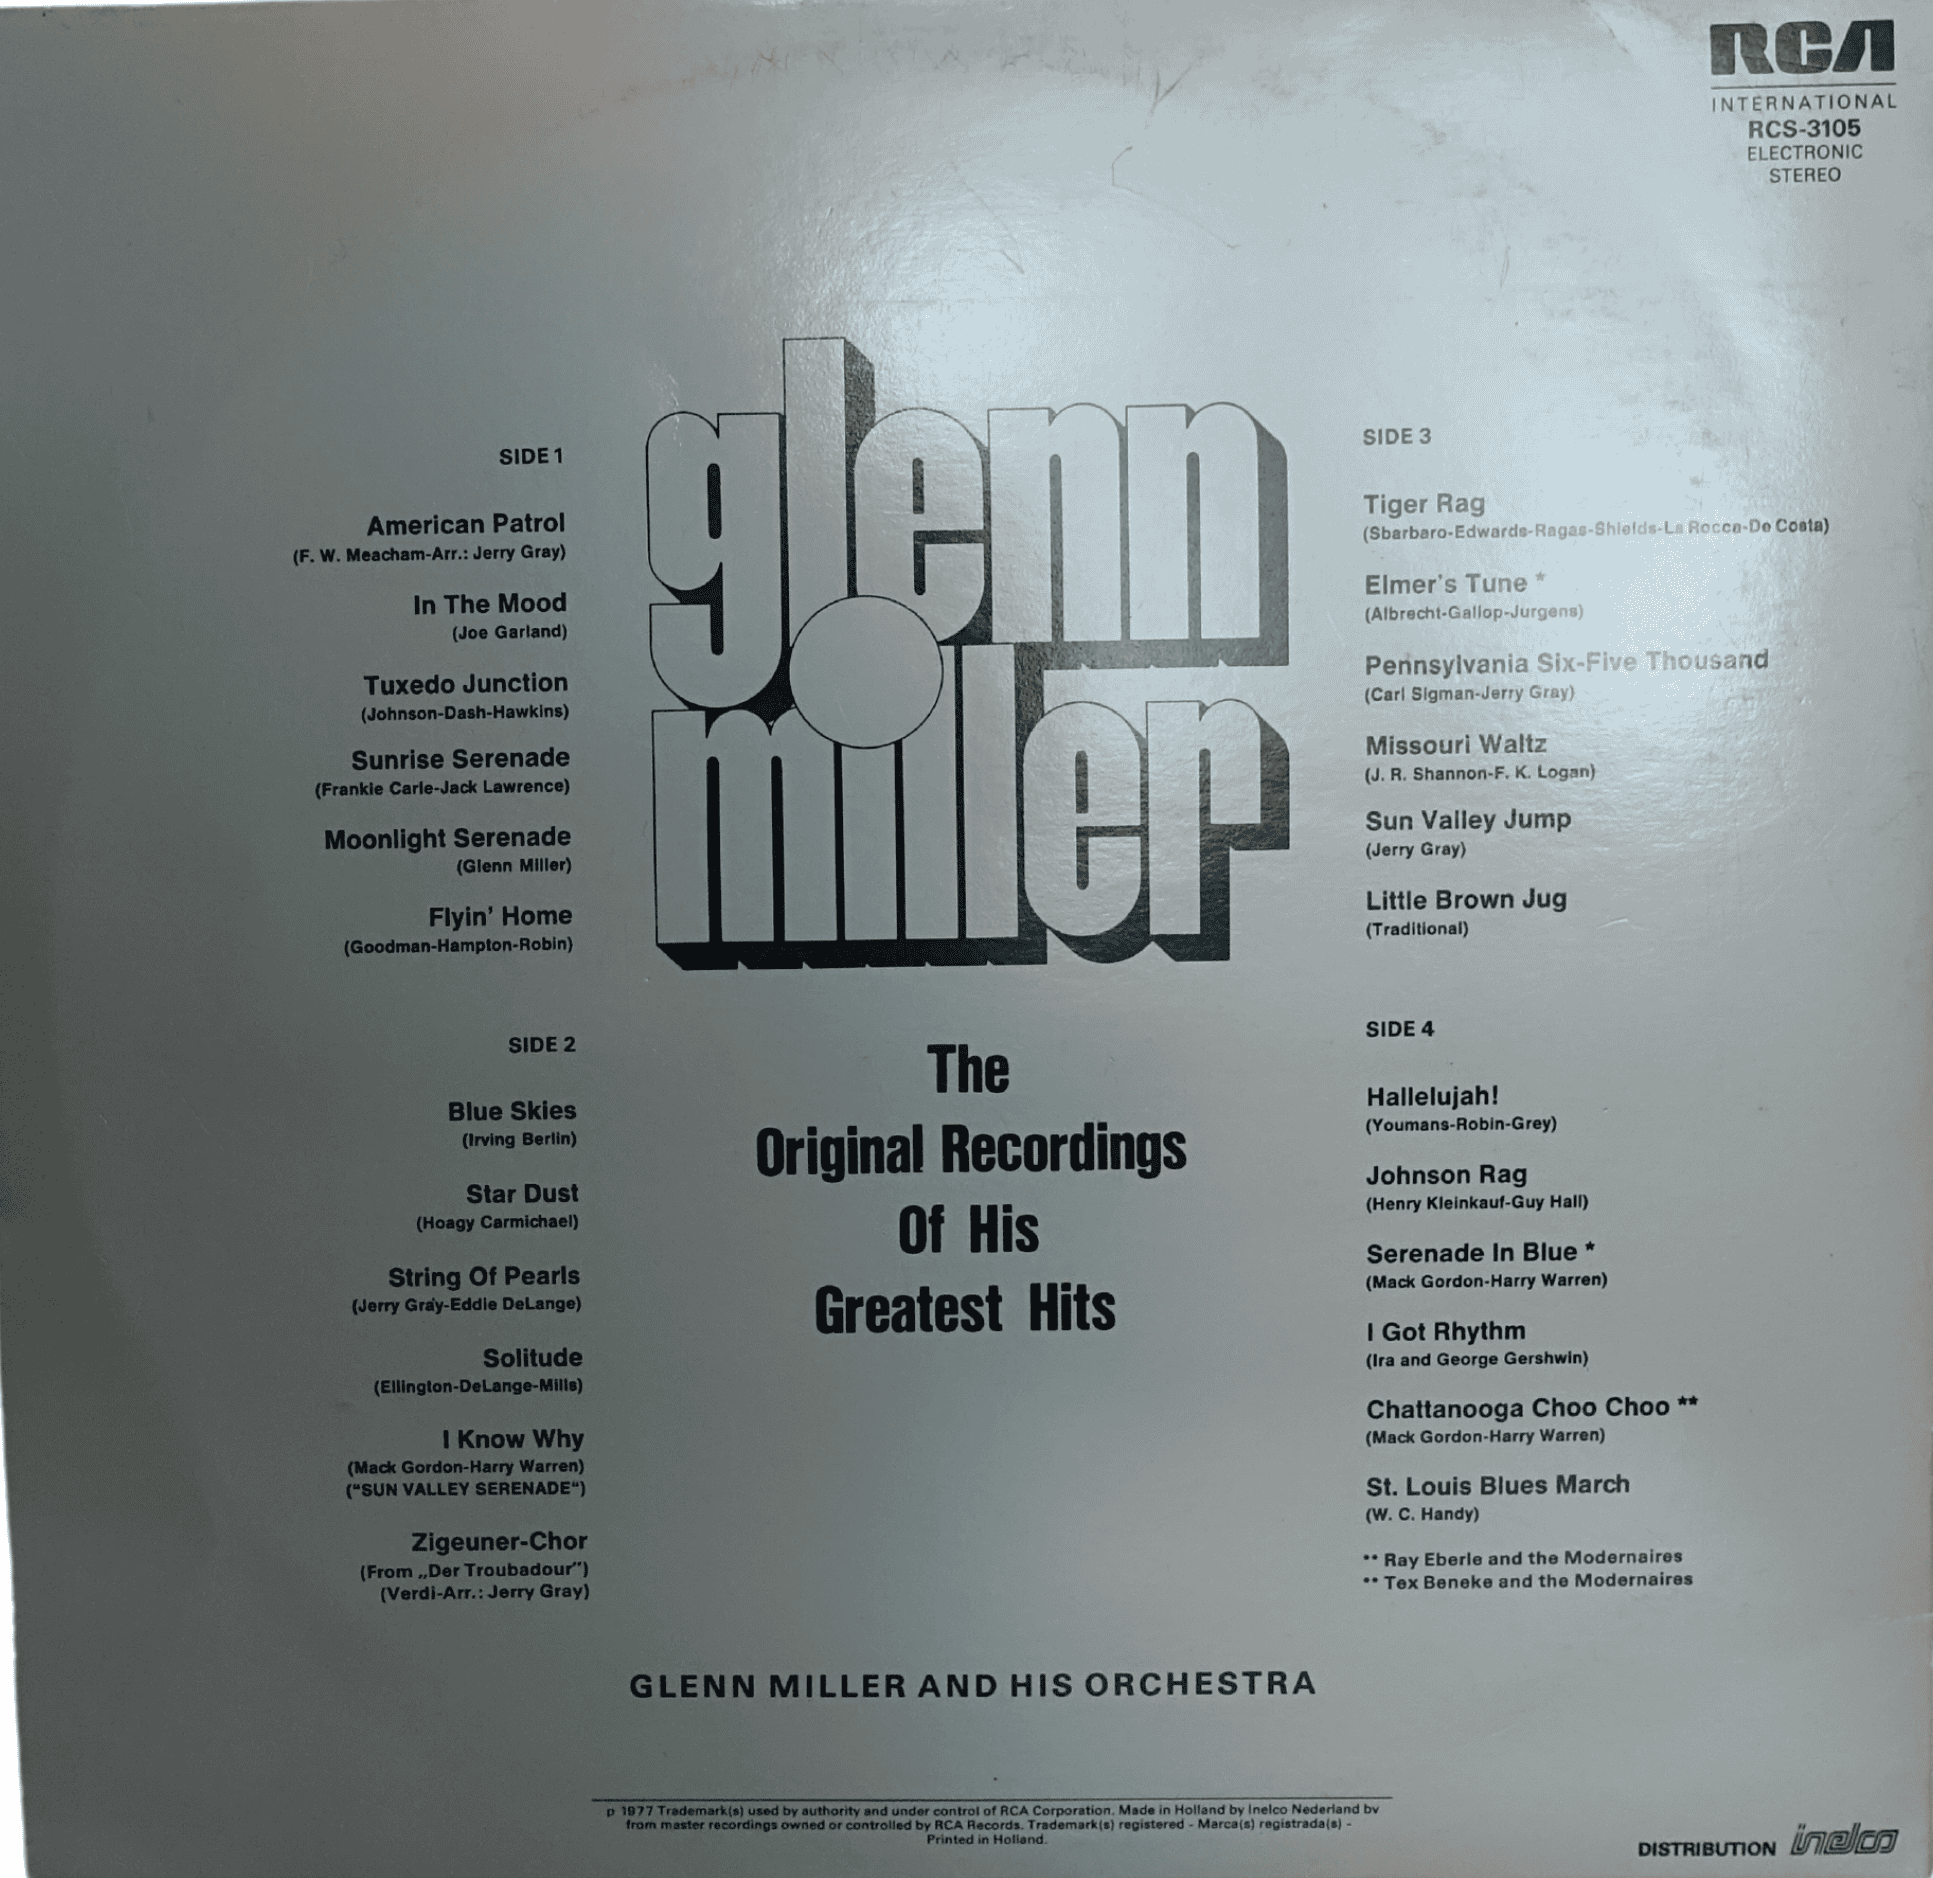 RCA
INTERNATIONAL
RCS-3105
ELECTRONIC
STEREO
glenn
miller
SIDE 1
American Patrol
(F. W. Meacham-Arr.: Jerry Gray)
In The Mood
(Joe Garland)
Tuxedo Junction
(Johnson-Dash-Hawkins)
Sunrise Serenade
(Frankie Carle-Jack Lawrence)
Moonlight Serenade
(Glenn Miller)
Flyin' Home
(Goodman-Hampton-Robin)
SIDE 2
Blue Skies
(Irving Berlin)
Star Dust
(Hoagy Carmichael)
String Of Pearls
(Jerry Gray-Eddie DeLange)
Solitude
(Ellington-DeLange-Mills)
I Know Why
(Mack Gordon-Harry Warren)
("SUN VALLEY SERENADE")
Zigeuner-Chor
(From „Der Troubadour")
(Verdi-Arr.: Jerry Gray)
The
Original Recordings
Of His
Greatest Hits
SIDE 3
Tiger Rag
(Sbarbaro-Edwards-Ragas-Shields-La Rocca-De Costa)
Elmer's Tune *
(Albrecht-Gallop-Jurgens)
Pennsylvania Six-Five Thousand
(Carl Sigman-Jerry Gray)
Missouri Waltz
(J. R. Shannon-F. K. Logan)
Sun Valley Jump
(Jerry Gray)
Little Brown Jug
(Traditional)
SIDE 4
Hallelujah!
(Youmans-Robin-Grey)
Johnson Rag
(Henry Kleinkauf-Guy Hall)
Serenade In Blue *
(Mack Gordon-Harry Warren)
I Got Rhythm
(Ira and George Gershwin)
Chattanooga Choo Choo **
(Mack Gordon-Harry Warren)
St. Louis Blues March
(W. C. Handy)
** Ray Eberle and the Modernaires
** Tex Beneke and the Modernaires
GLENN MILLER AND HIS ORCHESTRA
p 1977 Trademark(s) used by authority and under control of RCA Corporation. Made in Holland by Inelco Nederland bv
from master recordings owned or controlled by RCA Records. Trademark(s) registered - Marca(s) registrada(s) -
Printed in Holland.
DISTRIBUTION inelco